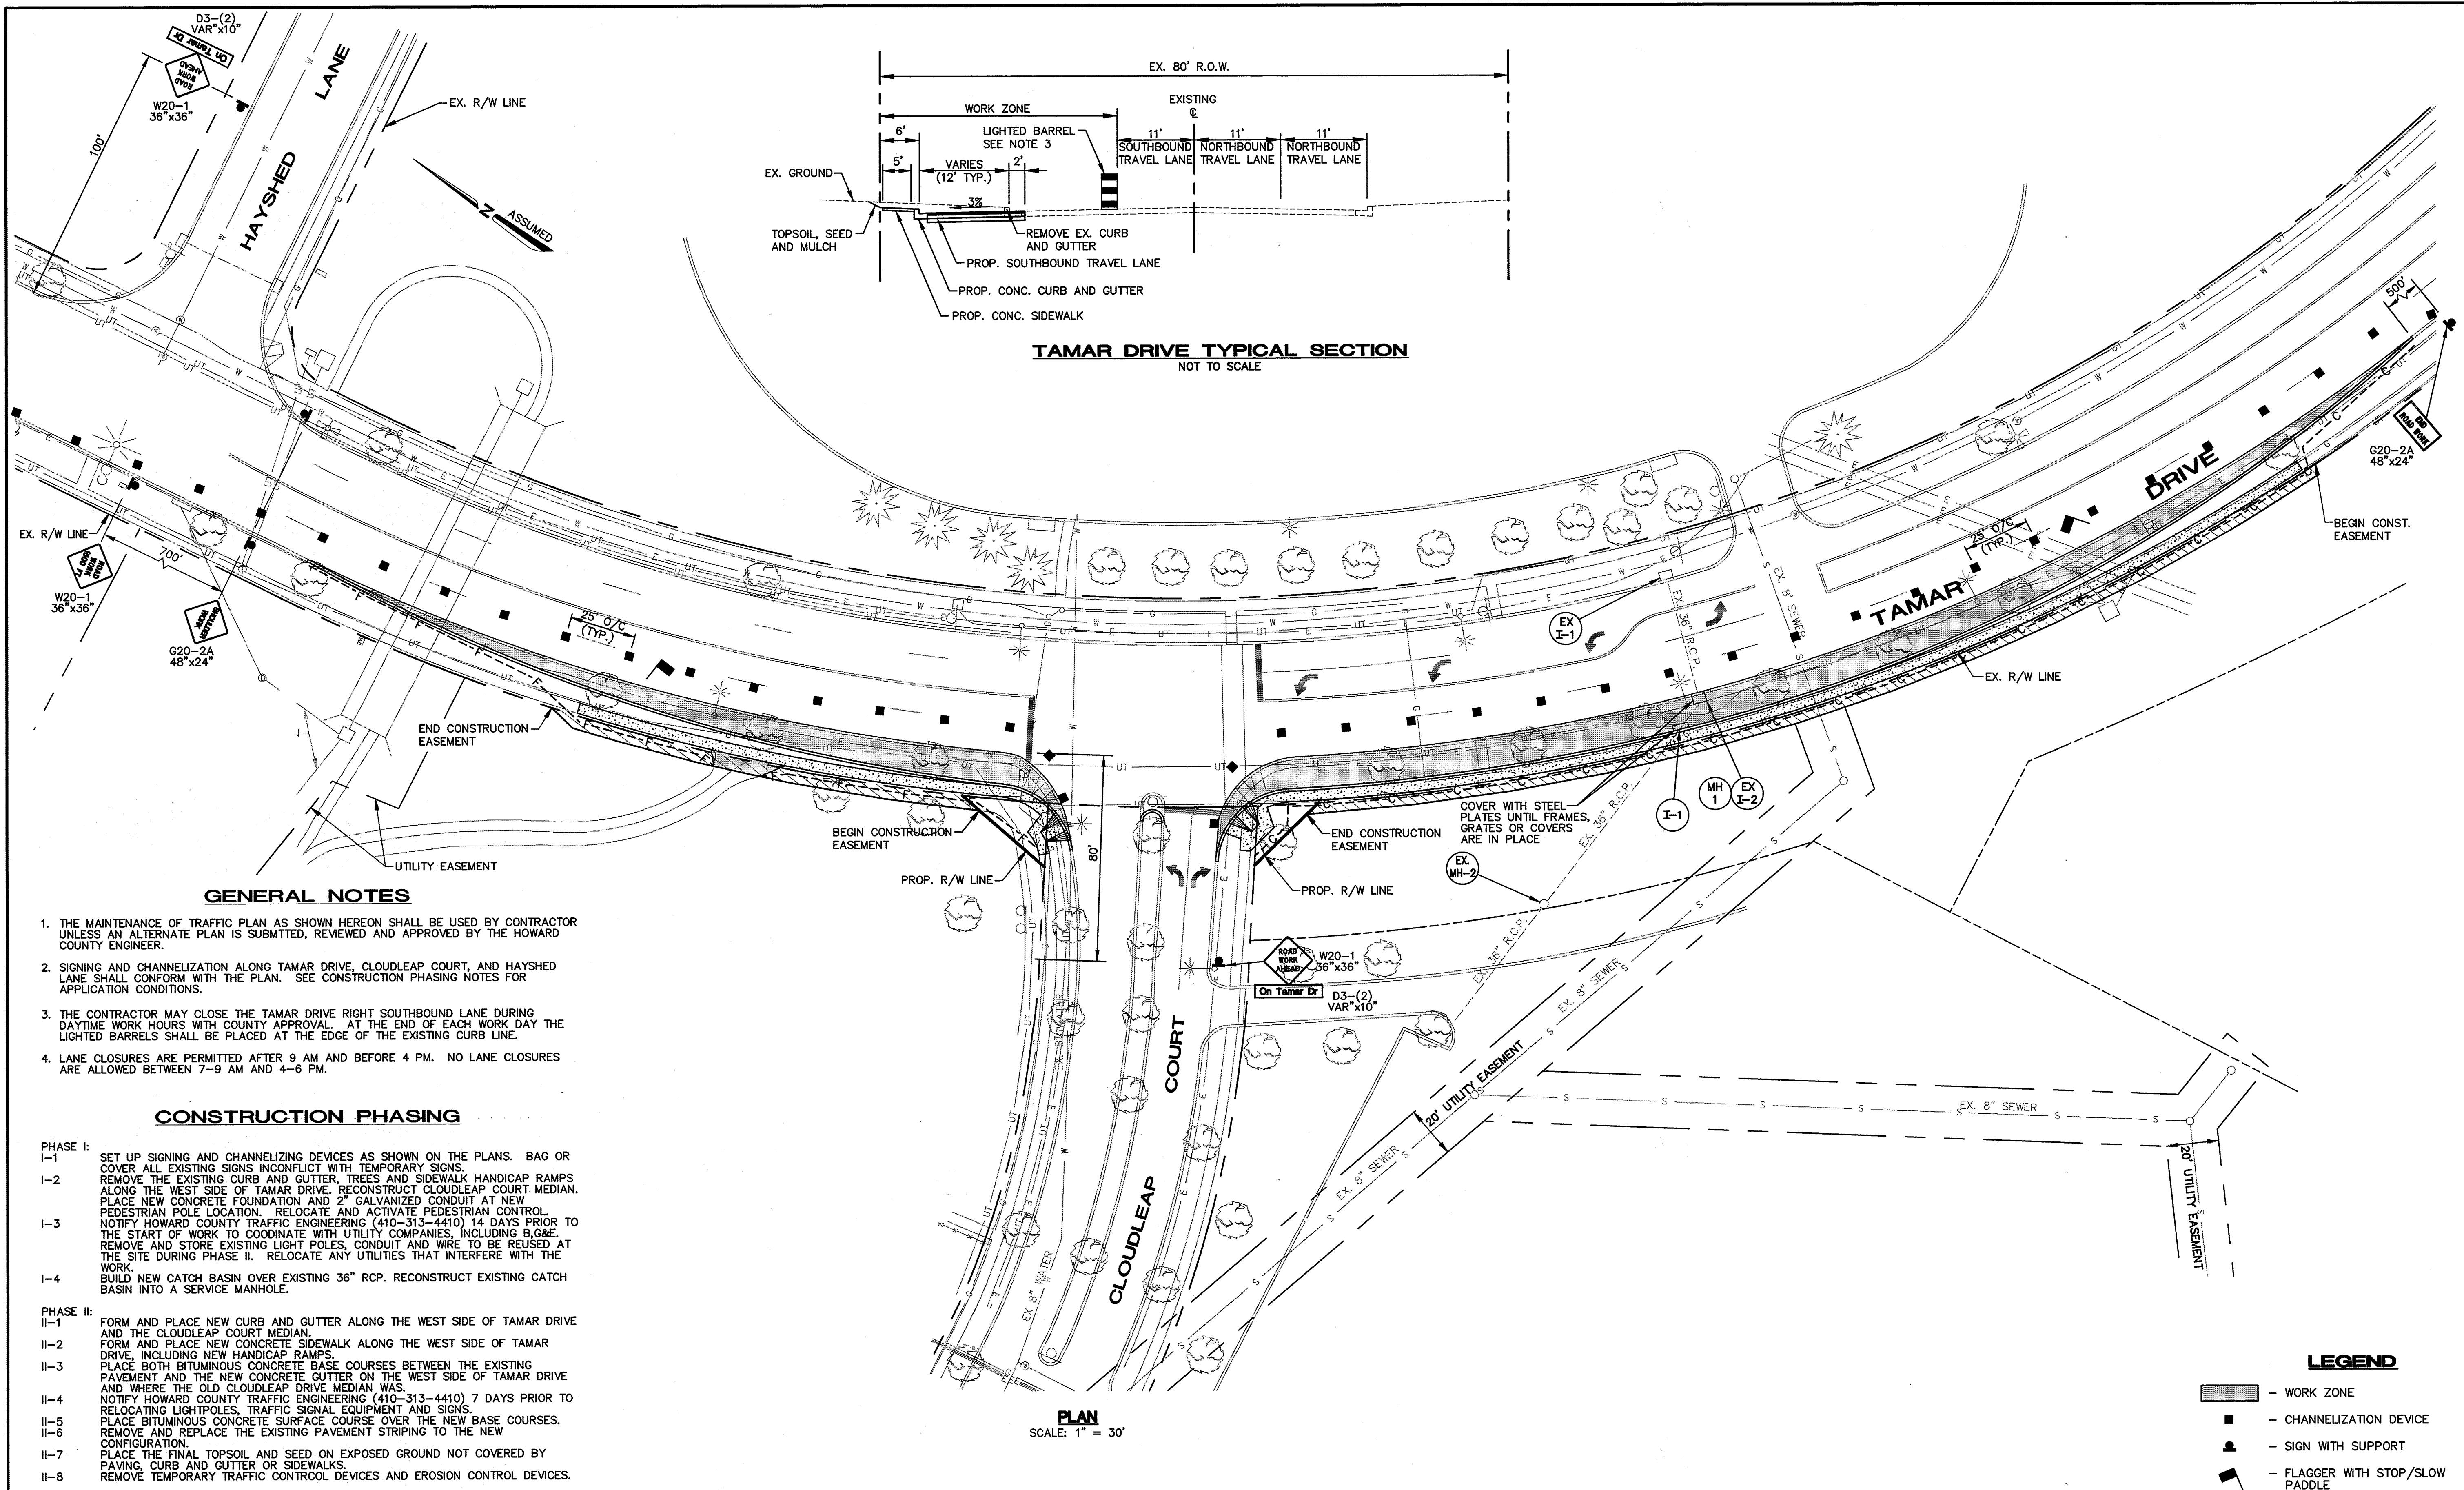 D3-(2)
VAR"x10"
On Tamar Dr
ROAD
WORK
AHEAD
W20-1
36"x36"
100'
HAYSHED LANE
EX. R/W LINE
N ASSUMED
EX. 80' R.O.W.
WORK ZONE
EXISTING
℄
6'
LIGHTED BARREL
SEE NOTE 3
11'
11'
11'
SOUTHBOUND
TRAVEL LANE
NORTHBOUND
TRAVEL LANE
NORTHBOUND
TRAVEL LANE
5'
VARIES
(12' TYP.)
2'
EX. GROUND
3%
TOPSOIL, SEED
AND MULCH
REMOVE EX. CURB
AND GUTTER
PROP. SOUTHBOUND TRAVEL LANE
PROP. CONC. CURB AND GUTTER
PROP. CONC. SIDEWALK
TAMAR DRIVE TYPICAL SECTION
NOT TO SCALE
500'
END
ROAD WORK
G20-2A
48"x24"
BEGIN CONST.
EASEMENT
TAMAR DRIVE
25' O/C
(TYP.)
EX. R/W LINE
EX. R/W LINE
700'
ROAD
WORK
500 FT
W20-1
36"x36"
G20-2A
48"x24"
25' O/C
(TYP.)
EX
I-1
EX. 36" R.C.P.
EX. 8" SEWER
END CONSTRUCTION
EASEMENT
UTILITY EASEMENT
BEGIN CONSTRUCTION
EASEMENT
PROP. R/W LINE
80'
COVER WITH STEEL
PLATES UNTIL FRAMES,
GRATES OR COVERS
ARE IN PLACE
I-1
MH
1
EX
I-2
END CONSTRUCTION
EASEMENT
PROP. R/W LINE
EX. 36" R.C.P.
EX.
MH-2
EX. 36" R.C.P.
ROAD
WORK
AHEAD
W20-1
36"x36"
On Tamar Dr
D3-(2)
VAR"x10"
EX. 8" SEWER
20' UTILITY EASEMENT
EX. 8" SEWER
EX. 8" SEWER
20' UTILITY EASEMENT
EX. 8" WATER
EX. 8" WATER
CLOUDLEAP COURT
PLAN
SCALE: 1" = 30'
GENERAL NOTES
1. THE MAINTENANCE OF TRAFFIC PLAN AS SHOWN HEREON SHALL BE USED BY CONTRACTOR
UNLESS AN ALTERNATE PLAN IS SUBMTTED, REVIEWED AND APPROVED BY THE HOWARD
COUNTY ENGINEER.
2. SIGNING AND CHANNELIZATION ALONG TAMAR DRIVE, CLOUDLEAP COURT, AND HAYSHED
LANE SHALL CONFORM WITH THE PLAN. SEE CONSTRUCTION PHASING NOTES FOR
APPLICATION CONDITIONS.
3. THE CONTRACTOR MAY CLOSE THE TAMAR DRIVE RIGHT SOUTHBOUND LANE DURING
DAYTIME WORK HOURS WITH COUNTY APPROVAL. AT THE END OF EACH WORK DAY THE
LIGHTED BARRELS SHALL BE PLACED AT THE EDGE OF THE EXISTING CURB LINE.
4. LANE CLOSURES ARE PERMITTED AFTER 9 AM AND BEFORE 4 PM. NO LANE CLOSURES
ARE ALLOWED BETWEEN 7-9 AM AND 4-6 PM.
CONSTRUCTION PHASING
PHASE I:
I-1 SET UP SIGNING AND CHANNELIZING DEVICES AS SHOWN ON THE PLANS. BAG OR
COVER ALL EXISTING SIGNS INCONFLICT WITH TEMPORARY SIGNS.
I-2 REMOVE THE EXISTING CURB AND GUTTER, TREES AND SIDEWALK HANDICAP RAMPS
ALONG THE WEST SIDE OF TAMAR DRIVE. RECONSTRUCT CLOUDLEAP COURT MEDIAN.
PLACE NEW CONCRETE FOUNDATION AND 2" GALVANIZED CONDUIT AT NEW
PEDESTRIAN POLE LOCATION. RELOCATE AND ACTIVATE PEDESTRIAN CONTROL.
I-3 NOTIFY HOWARD COUNTY TRAFFIC ENGINEERING (410-313-4410) 14 DAYS PRIOR TO
THE START OF WORK TO COODINATE WITH UTILITY COMPANIES, INCLUDING B,G&E.
REMOVE AND STORE EXISTING LIGHT POLES, CONDUIT AND WIRE TO BE REUSED AT
THE SITE DURING PHASE II. RELOCATE ANY UTILITIES THAT INTERFERE WITH THE
WORK.
I-4 BUILD NEW CATCH BASIN OVER EXISTING 36" RCP. RECONSTRUCT EXISTING CATCH
BASIN INTO A SERVICE MANHOLE.
PHASE II:
II-1 FORM AND PLACE NEW CURB AND GUTTER ALONG THE WEST SIDE OF TAMAR DRIVE
AND THE CLOUDLEAP COURT MEDIAN.
II-2 FORM AND PLACE NEW CONCRETE SIDEWALK ALONG THE WEST SIDE OF TAMAR
DRIVE, INCLUDING NEW HANDICAP RAMPS.
II-3 PLACE BOTH BITUMINOUS CONCRETE BASE COURSES BETWEEN THE EXISTING
PAVEMENT AND THE NEW CONCRETE GUTTER ON THE WEST SIDE OF TAMAR DRIVE
AND WHERE THE OLD CLOUDLEAP DRIVE MEDIAN WAS.
II-4 NOTIFY HOWARD COUNTY TRAFFIC ENGINEERING (410-313-4410) 7 DAYS PRIOR TO
RELOCATING LIGHTPOLES, TRAFFIC SIGNAL EQUIPMENT AND SIGNS.
II-5 PLACE BITUMINOUS CONCRETE SURFACE COURSE OVER THE NEW BASE COURSES.
II-6 REMOVE AND REPLACE THE EXISTING PAVEMENT STRIPING TO THE NEW
CONFIGURATION.
II-7 PLACE THE FINAL TOPSOIL AND SEED ON EXPOSED GROUND NOT COVERED BY
PAVING, CURB AND GUTTER OR SIDEWALKS.
II-8 REMOVE TEMPORARY TRAFFIC CONTRCOL DEVICES AND EROSION CONTROL DEVICES.
LEGEND
- WORK ZONE
- CHANNELIZATION DEVICE
- SIGN WITH SUPPORT
- FLAGGER WITH STOP/SLOW
PADDLE